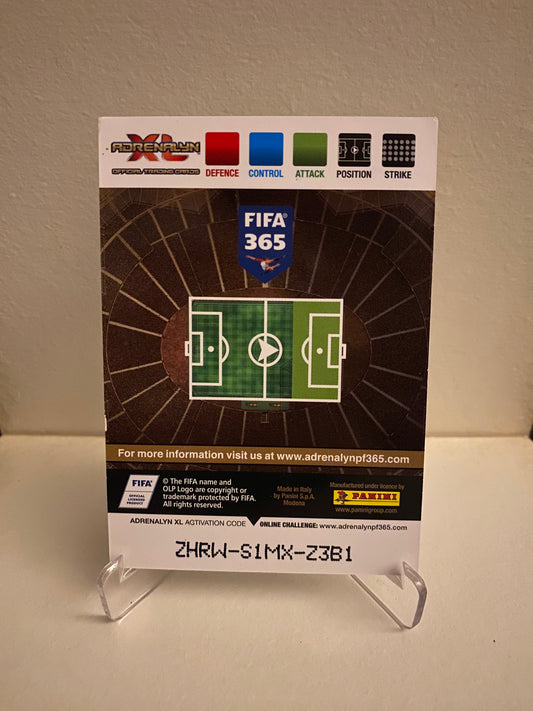 ADRENALYN XL
OFFICIAL TRADING CARDS
DEFENCE CONTROL ATTACK POSITION STRIKE
FIFA®
365
For more information visit us at www.adrenalynpf365.com
FIFA®
OFFICIAL
LICENSED
PRODUCT
© The FIFA name and
OLP Logo are copyright or
trademark protected by FIFA.
All rights reserved.
Made in Italy
by Panini S.p.A.
Modena
Manufactured under licence by
PANINI
www.paninigroup.com
ADRENALYN XL AGTIVATION CODE ONLINE CHALLENGE: www.adrenalynpf365.com
ZHRW-S1MX-Z3B1